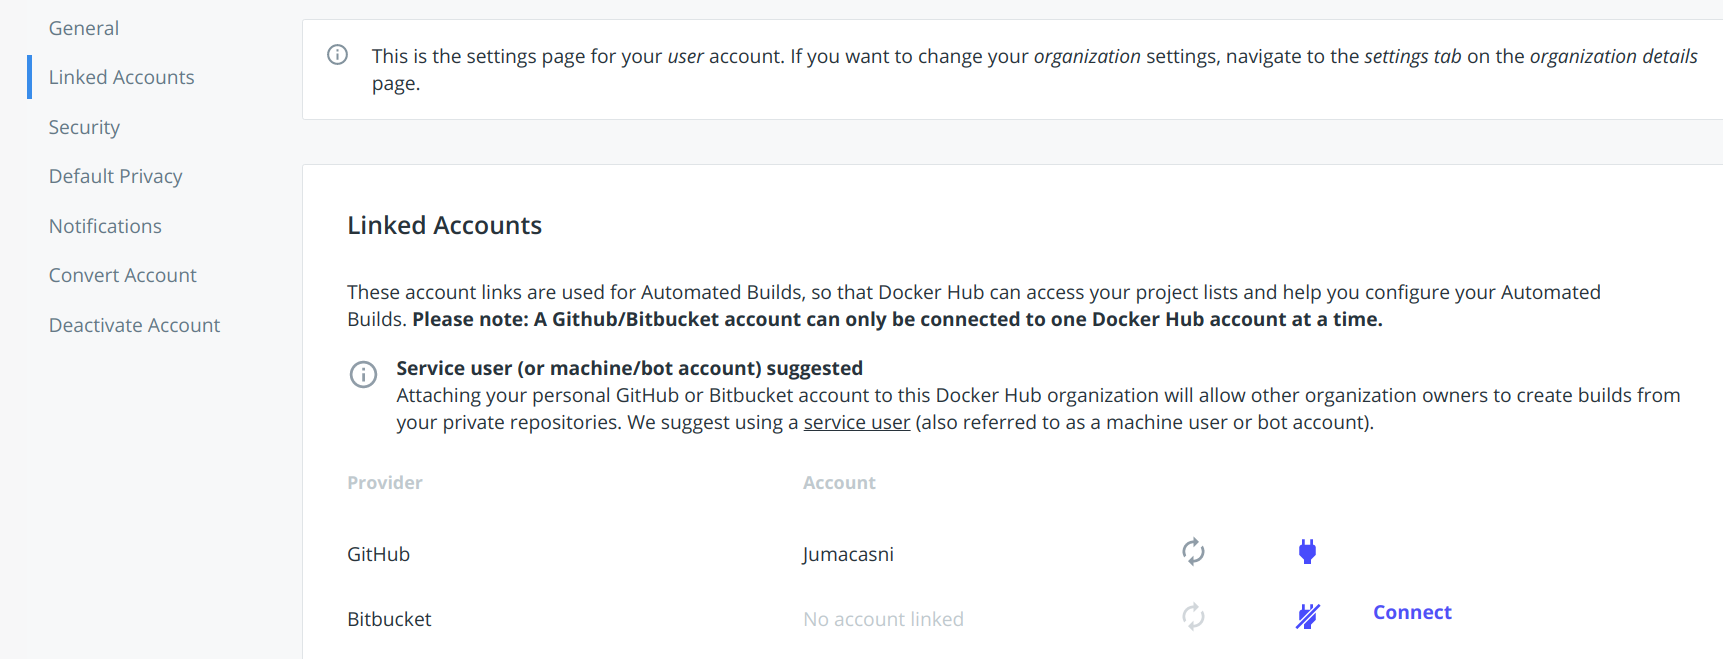 General
Linked Accounts
Security
Default Privacy
Notifications
Convert Account
Deactivate Account
This is the settings page for your user account. If you want to change your organization settings, navigate to the settings tab on the organization details
page.
Linked Accounts
These account links are used for Automated Builds, so that Docker Hub can access your project lists and help you configure your Automated
Builds. Please note: A Github/Bitbucket account can only be connected to one Docker Hub account at a time.
Service user (or machine/bot account) suggested
Attaching your personal GitHub or Bitbucket account to this Docker Hub organization will allow other organization owners to create builds from
your private repositories. We suggest using a service user (also referred to as a machine user or bot account).
Provider Account
GitHub Jumacasni
Bitbucket No account linked Connect